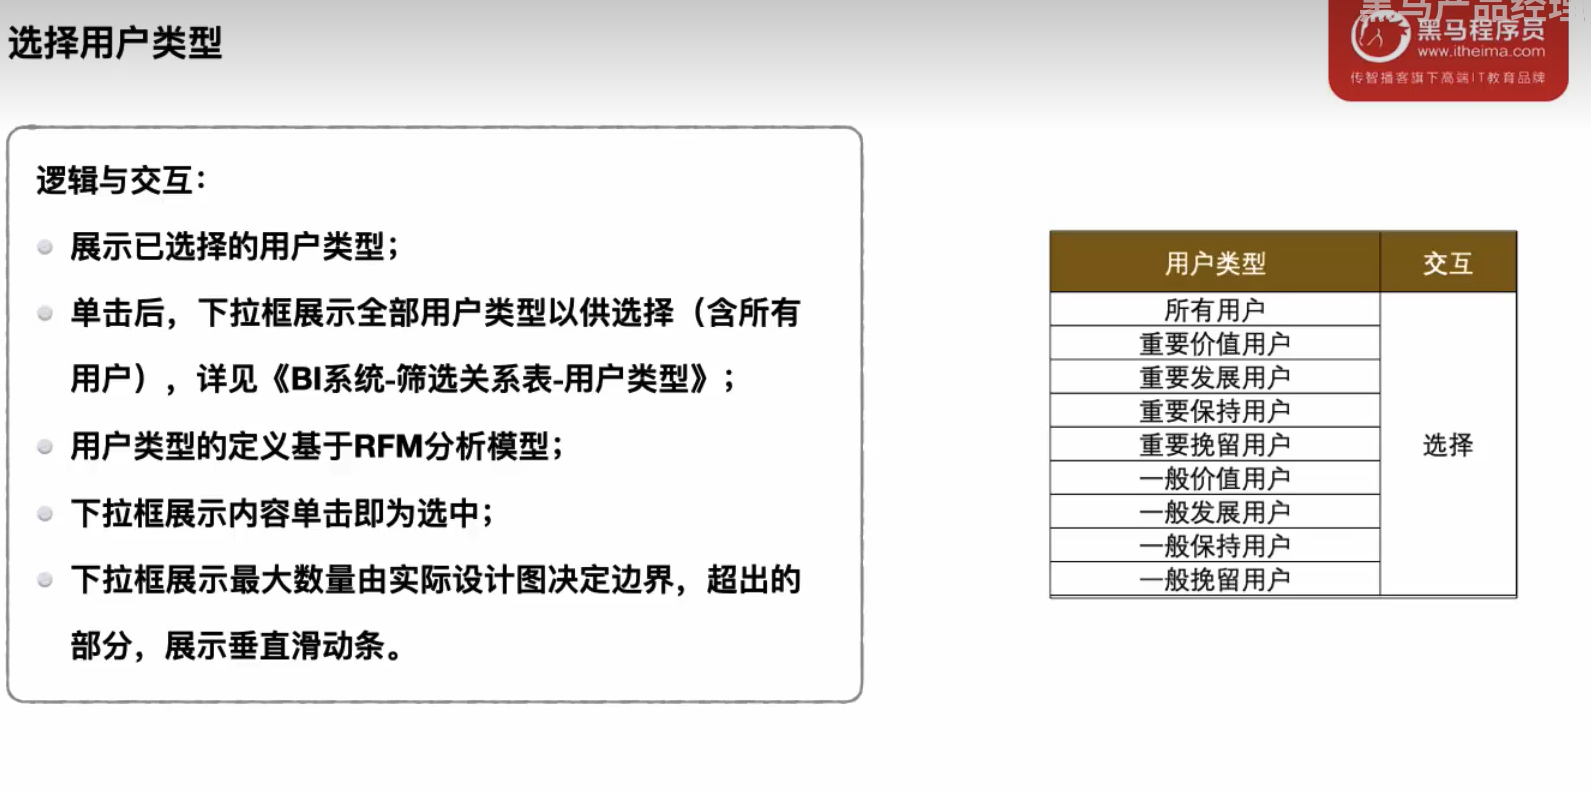 选择用户类型
黑马产品经理
黑马程序员
www.itheima.com
传智播客旗下高端IT教育品牌
逻辑与交互：
展示已选择的用户类型；
单击后，下拉框展示全部用户类型以供选择（含所有
用户），详见《BI系统-筛选关系表-用户类型》；
用户类型的定义基于RFM分析模型；
下拉框展示内容单击即为选中；
下拉框展示最大数量由实际设计图决定边界，超出的
部分，展示垂直滑动条。
用户类型 交互
所有用户
重要价值用户
重要发展用户
重要保持用户
重要挽留用户 选择
一般价值用户
一般发展用户
一般保持用户
一般挽留用户